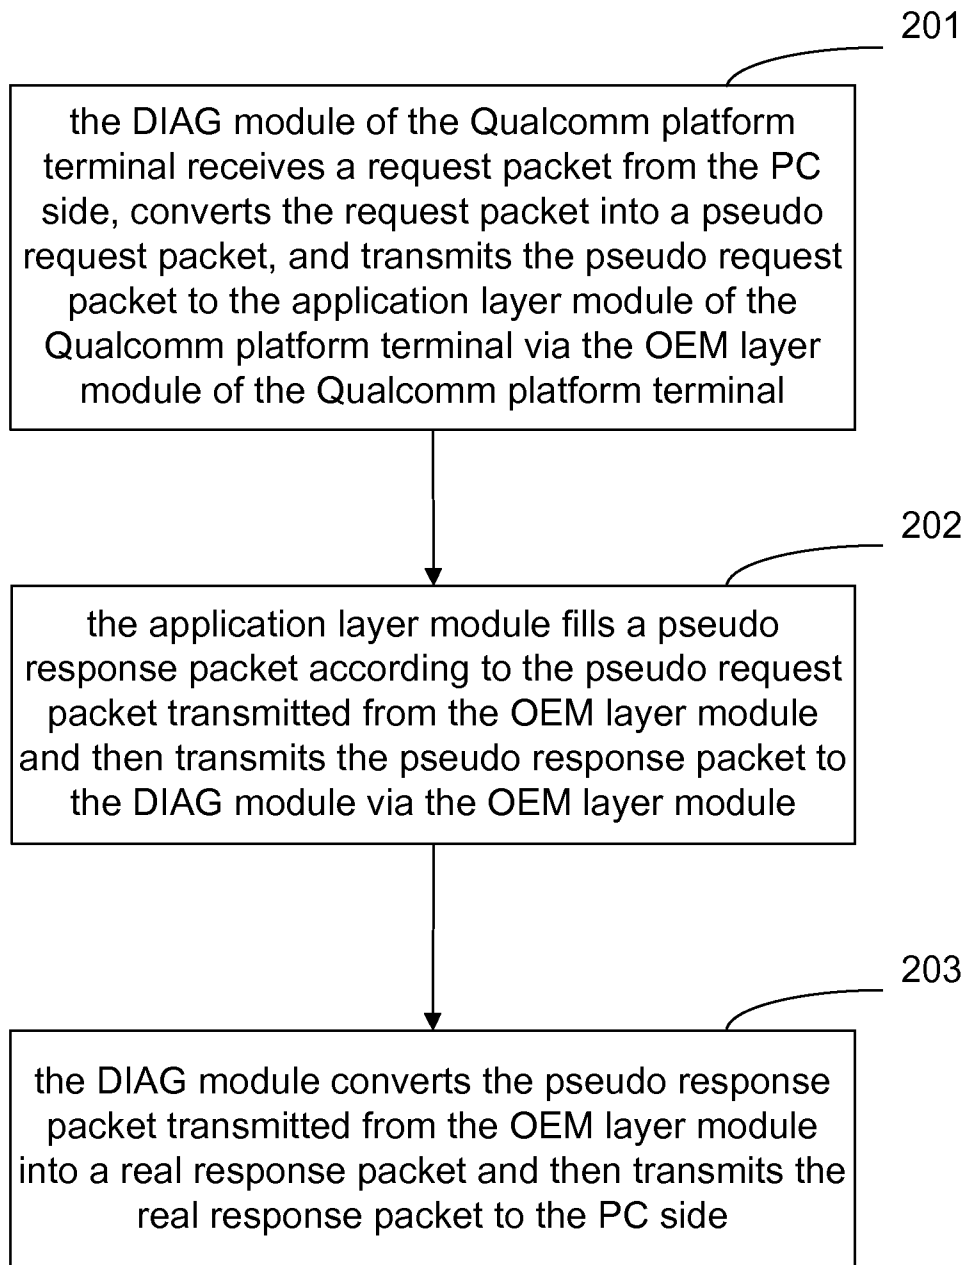 201
the DIAG module of the Qualcomm platform
terminal receives a request packet from the PC
side, converts the request packet into a pseudo
request packet, and transmits the pseudo request
packet to the application layer module of the
Qualcomm platform terminal via the OEM layer
module of the Qualcomm platform terminal
202
the application layer module fills a pseudo
response packet according to the pseudo request
packet transmitted from the OEM layer module
and then transmits the pseudo response packet to
the DIAG module via the OEM layer module
203
the DIAG module converts the pseudo response
packet transmitted from the OEM layer module
into a real response packet and then transmits the
real response packet to the PC side